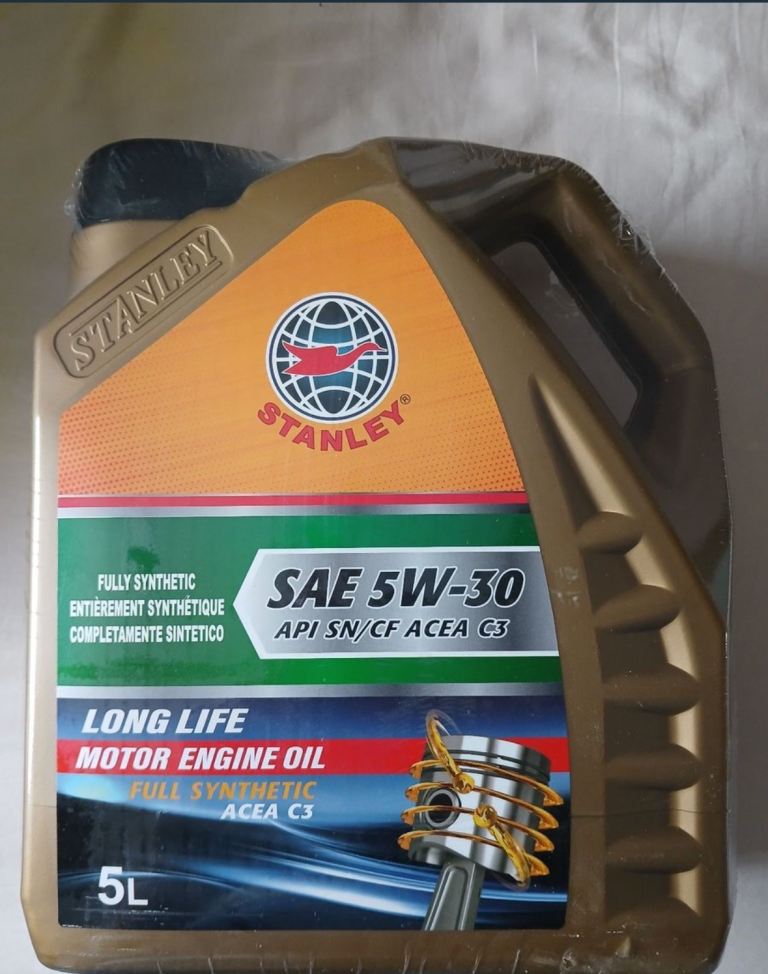 STANLEY
STANLEY®
FULLY SYNTHETIC
ENTIÈREMENT SYNTHÉTIQUE
COMPLETAMENTE SINTETICO
SAE 5W-30
API SN/CF ACEA C3
LONG LIFE
MOTOR ENGINE OIL
FULL SYNTHETIC
ACEA C3
5L